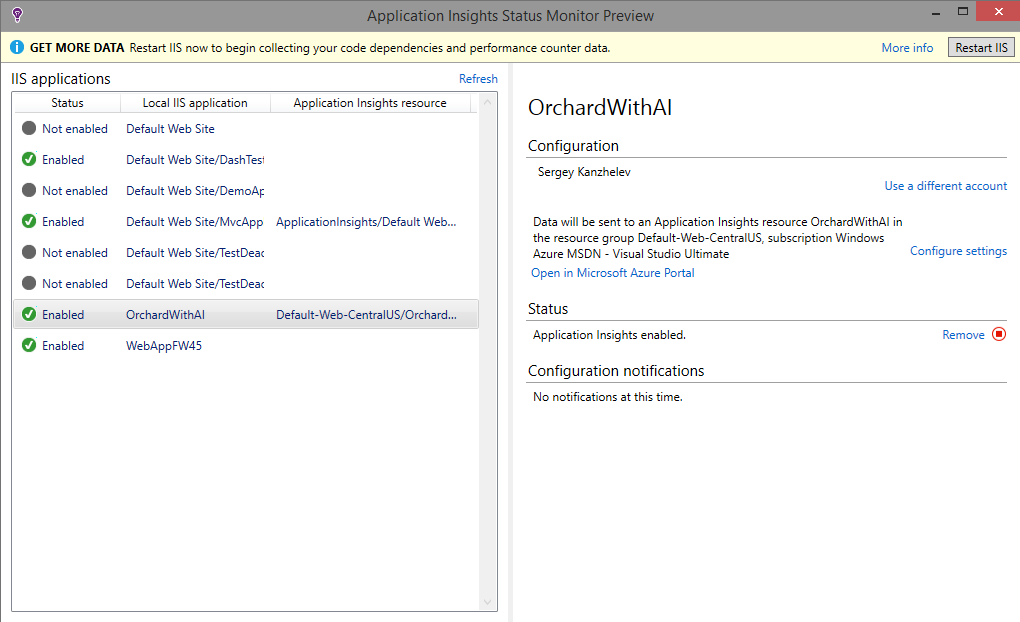 Application Insights Status Monitor Preview
GET MORE DATA Restart IIS now to begin collecting your code dependencies and performance counter data. More info Restart IIS
IIS applications Refresh
Status Local IIS application Application Insights resource
Not enabled Default Web Site
Enabled Default Web Site/DashTest
Not enabled Default Web Site/DemoAp
Enabled Default Web Site/MvcApp ApplicationInsights/Default Web...
Not enabled Default Web Site/TestDeac
Not enabled Default Web Site/TestDeac
Enabled OrchardWithAI Default-Web-CentralUS/Orchard...
Enabled WebAppFW45
OrchardWithAI
Configuration
Sergey Kanzhelev
Use a different account
Data will be sent to an Application Insights resource OrchardWithAI in
the resource group Default-Web-CentralUS, subscription Windows
Azure MSDN - Visual Studio Ultimate
Configure settings
Open in Microsoft Azure Portal
Status
Application Insights enabled. Remove
Configuration notifications
No notifications at this time.